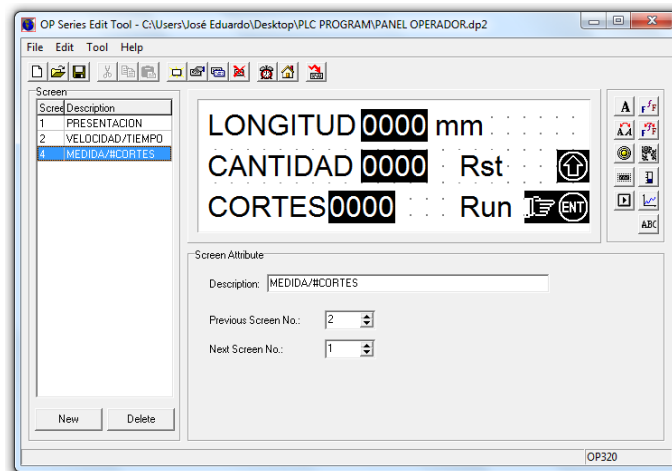 OP Series Edit Tool - C:\Users\José Eduardo\Desktop\PLC PROGRAM\PANEL OPERADOR.dp2
File Edit Tool Help
Screen
Scree Description
1 PRESENTACION
2 VELOCIDAD/TIEMPO
4 MEDIDA/#CORTES
LONGITUD 0000 mm
CANTIDAD 0000 Rst
CORTES 0000 Run ENT
A F f F
A A F F
ABC
Screen Attribute
Description: MEDIDA/#CORTES
Previous Screen No.: 2
Next Screen No.: 1
New Delete
OP320